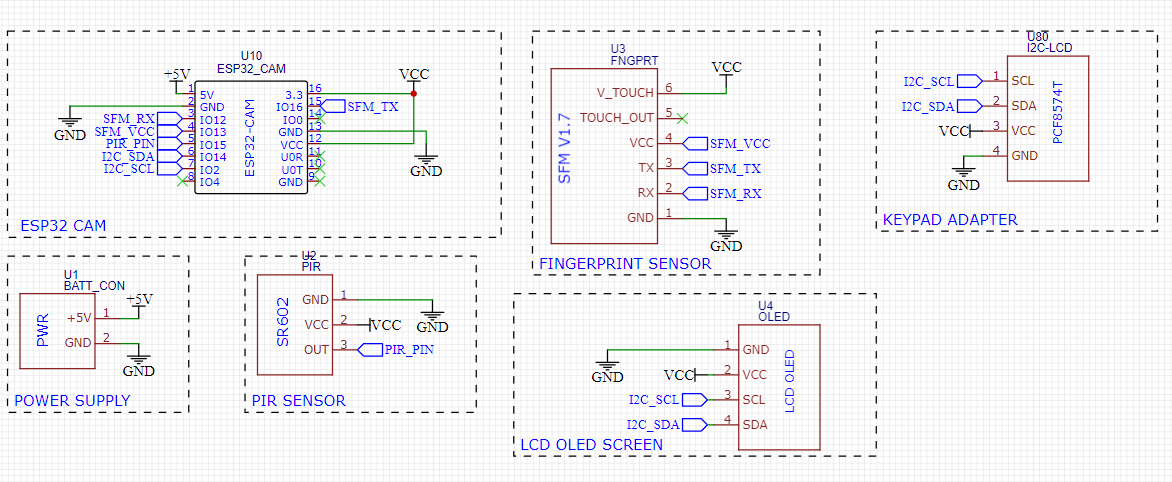 U10
ESP32_CAM
+5V
VCC
1 5V
2 GND
3 IO12
4 IO13
5 IO15
6 IO14
7 IO2
8 IO4
3.3 16
IO16 15
IO0 14
GND 13
VCC 12
U0R 11
U0T 10
GND 9
ESP32-CAM
GND
SFM_RX
SFM_VCC
PIR_PIN
I2C_SDA
I2C_SCL
SFM_TX
GND
ESP32 CAM
U3
FNGPRT
VCC
SFM V1.7
V_TOUCH 6
TOUCH_OUT 5
VCC 4 SFM_VCC
TX 3 SFM_TX
RX 2 SFM_RX
GND 1
GND
FINGERPRINT SENSOR
U80
I2C-LCD
I2C_SCL 1 SCL
I2C_SDA 2 SDA
VCC 3 VCC
4 GND
GND
PCF8574T
KEYPAD ADAPTER
U1
BATT_CON
+5V
PWR
+5V 1
GND 2
GND
POWER SUPPLY
U2
PIR
SR602
GND 1
VCC 2 VCC
OUT 3 PIR_PIN
GND
PIR SENSOR
U4
OLED
1 GND
GND
VCC 2 VCC
I2C_SCL 3 SCL
I2C_SDA 4 SDA
LCD OLED
LCD OLED SCREEN